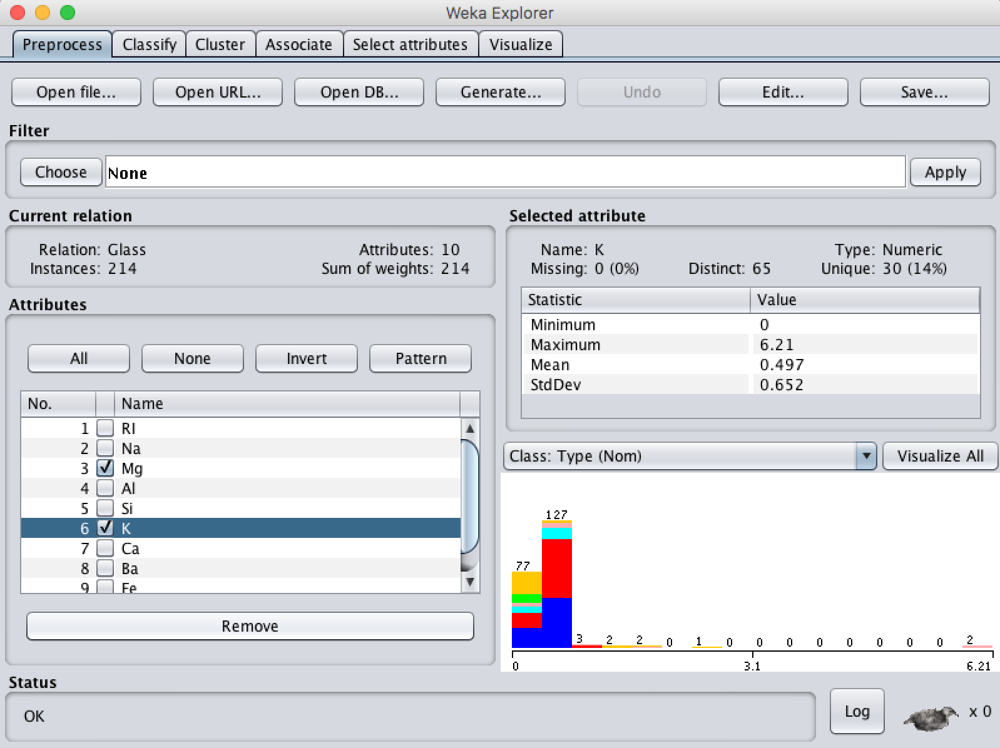 Weka Explorer
Preprocess Classify Cluster Associate Select attributes Visualize
Open file... Open URL... Open DB... Generate... Undo Edit... Save...
Filter
Choose None Apply
Current relation
Relation: Glass Attributes: 10
Instances: 214 Sum of weights: 214
Selected attribute
Name: K Type: Numeric
Missing: 0 (0%) Distinct: 65 Unique: 30 (14%)
Statistic Value
Minimum 0
Maximum 6.21
Mean 0.497
StdDev 0.652
Attributes
All None Invert Pattern
No. Name
1 RI
2 Na
3 Mg
4 Al
5 Si
6 K
7 Ca
8 Ba
9 Fe
Remove
Class: Type (Nom) Visualize All
127
77
3 2 2 0 1 0 0 0 0 0 0 0 0 2
0 3.1 6.21
Status
OK
Log x 0